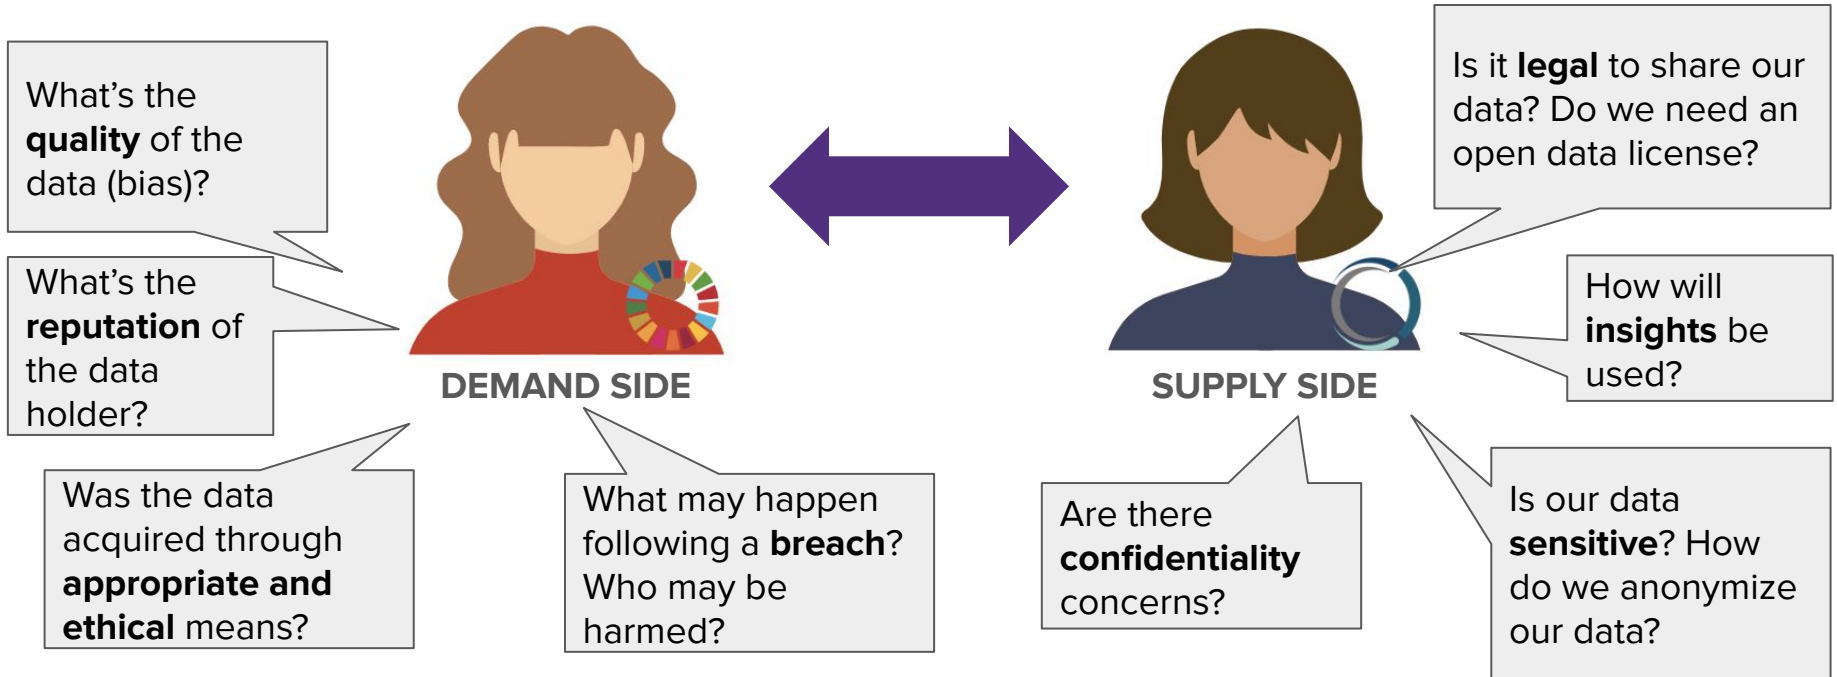 What’s the
quality of the
data (bias)?
What’s the
reputation of
the data
holder?
Was the data
acquired through
appropriate and
ethical means?
DEMAND SIDE
What may happen
following a breach?
Who may be
harmed?
SUPPLY SIDE
Is it legal to share our
data? Do we need an
open data license?
How will
insights be
used?
Are there
confidentiality
concerns?
Is our data
sensitive? How
do we anonymize
our data?